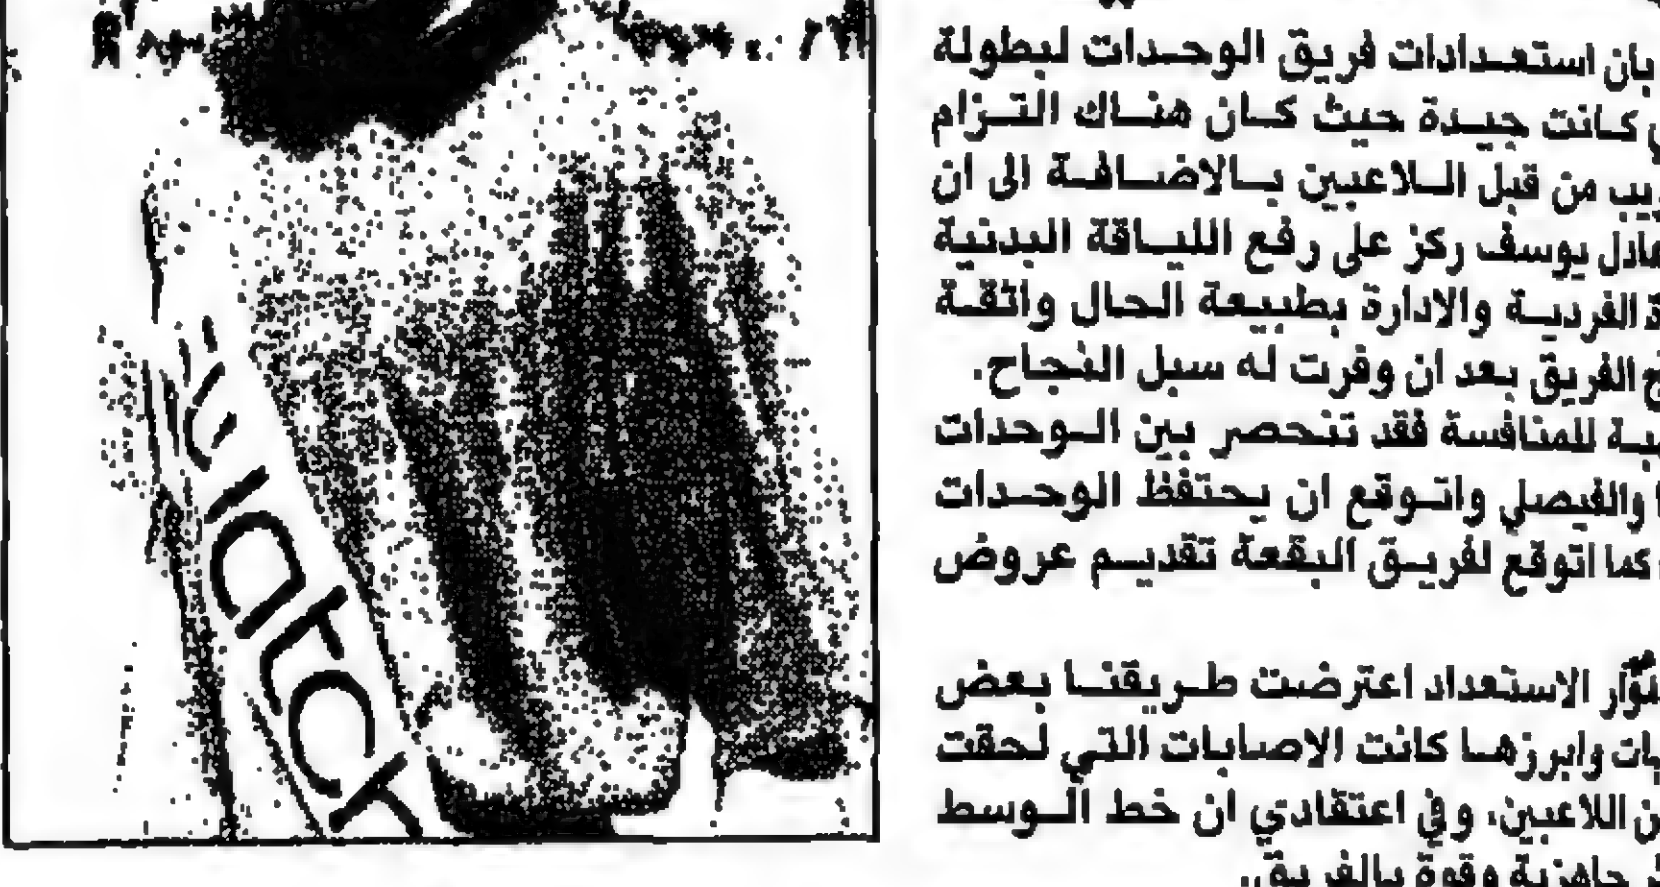 بان استعدادات فريق الوحدات لبطولة
كانت جيدة حيث كان هناك التزام
من قبل اللاعبين بالاضافة الى ان
عادل يوسف ركز على رفع اللياقة البدنية
الفردية والادارة بطبيعة الحال واثقة
الفريق بعد ان وفرت له سبل النجاح.
للمنافسة فقد تنحصر بين الوحدات
والفيصلي واتوقع ان يحتفظ الوحدات
كما اتوقع لفريق البقعة تقديم عروض
الاستعداد اعترضت طريقنا بعض
وابرزها كانت الاصابات التي لحقت
اللاعبين، وفي اعتقادي ان خط الوسط
جاهزية وقوة بالفريق..